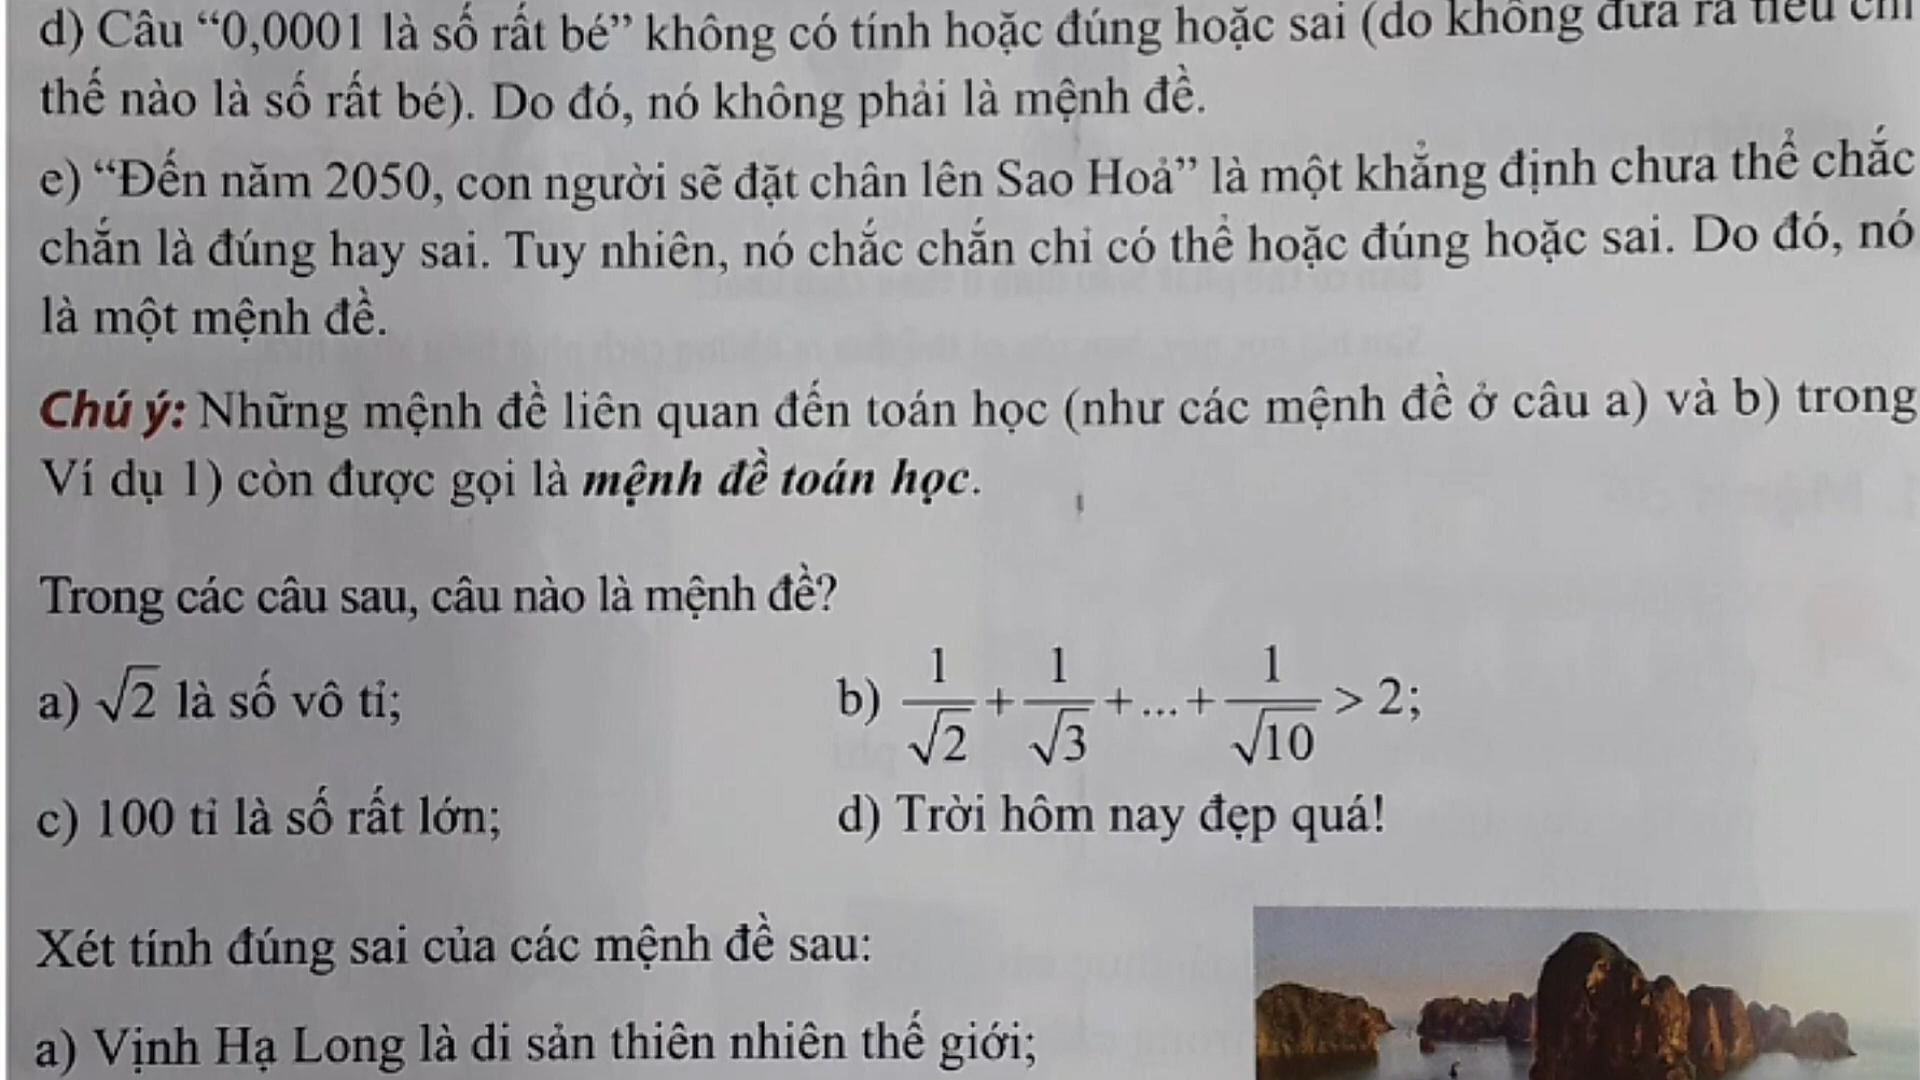 d) Câu “0,0001 là số rất bé” không có tính hoặc đúng hoặc sai (do không đưa ra tiêu chí
thế nào là số rất bé). Do đó, nó không phải là mệnh đề.
e) “Đến năm 2050, con người sẽ đặt chân lên Sao Hoả” là một khẳng định chưa thể chắc
chắn là đúng hay sai. Tuy nhiên, nó chắc chắn chỉ có thể hoặc đúng hoặc sai. Do đó, nó
là một mệnh đề.
Chú ý: Những mệnh đề liên quan đến toán học (như các mệnh đề ở câu a) và b) trong
Ví dụ 1) còn được gọi là mệnh đề toán học.
Trong các câu sau, câu nào là mệnh đề?
a) √2 là số vô tỉ;
b) 1/√2 + 1/√3 + ... + 1/√10 > 2;
c) 100 tỉ là số rất lớn;
d) Trời hôm nay đẹp quá!
Xét tính đúng sai của các mệnh đề sau:
a) Vịnh Hạ Long là di sản thiên nhiên thế giới;